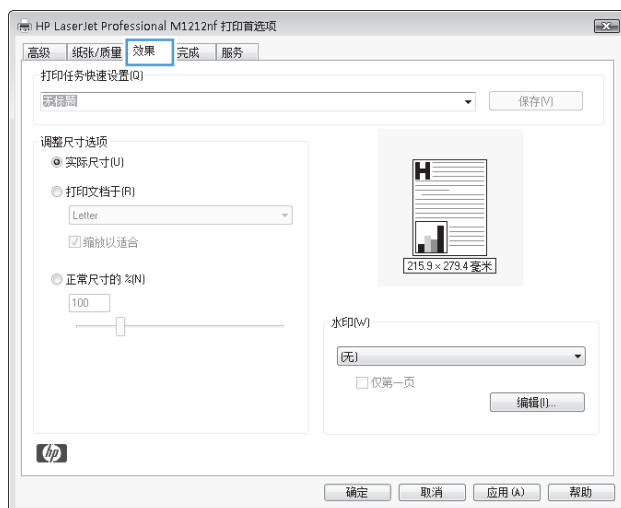 HP LaserJet Professional M1212nf 打印首选项
高级 纸张/质量 效果 完成 服务
打印任务快速设置(Q)
无标题 保存(V)
调整尺寸选项
实际尺寸(U)
打印文档于(R)
Letter
缩放以适合
正常尺寸的 %(N)
100
H
215.9 × 279.4 毫米
水印(W)
(无)
仅第一页
编辑(I)...
hp
确定 取消 应用 (A) 帮助